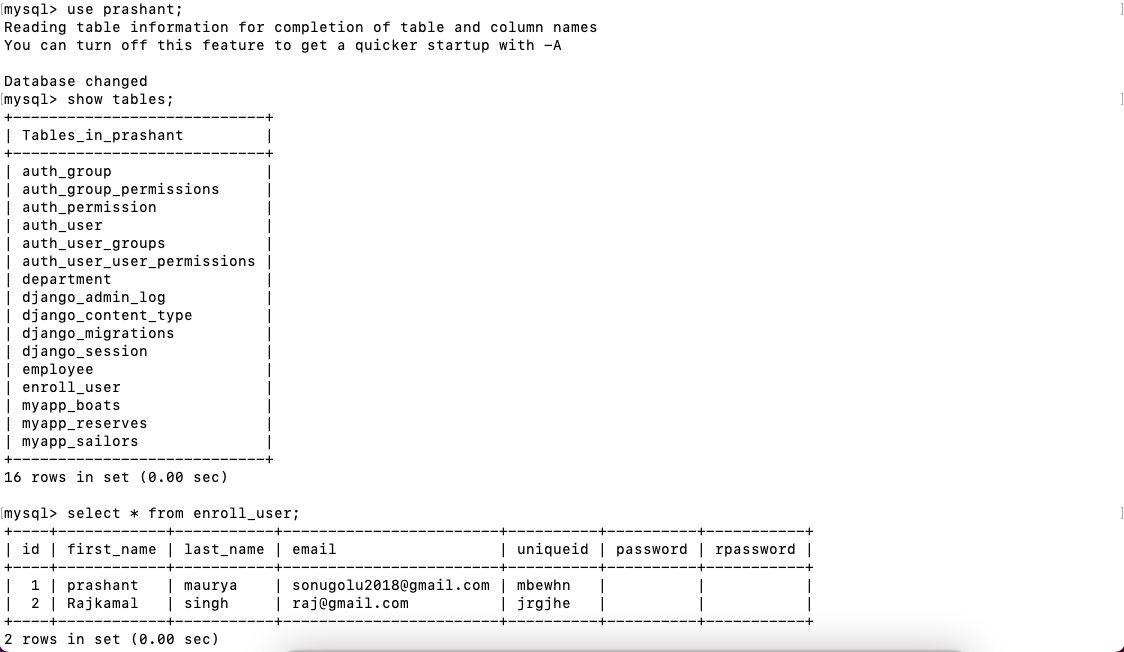 [mysql> use prashant; ]
Reading table information for completion of table and column names
You can turn off this feature to get a quicker startup with -A

Database changed
[mysql> show tables; ]
+----------------------------+
| Tables_in_prashant         |
+----------------------------+
| auth_group                 |
| auth_group_permissions     |
| auth_permission            |
| auth_user                  |
| auth_user_groups           |
| auth_user_user_permissions |
| department                 |
| django_admin_log           |
| django_content_type        |
| django_migrations          |
| django_session             |
| employee                   |
| enroll_user                |
| myapp_boats                |
| myapp_reserves             |
| myapp_sailors              |
+----------------------------+
16 rows in set (0.00 sec)

[mysql> select * from enroll_user; ]
+----+------------+-----------+------------------------+----------+----------+-----------+
| id | first_name | last_name | email                  | uniqueid | password | rpassword |
+----+------------+-----------+------------------------+----------+----------+-----------+
|  1 | prashant   | maurya    | sonugolu2018@gmail.com | mbewhn   |          |           |
|  2 | Rajkamal   | singh     | raj@gmail.com          | jrgjhe   |          |           |
+----+------------+-----------+------------------------+----------+----------+-----------+
2 rows in set (0.00 sec)